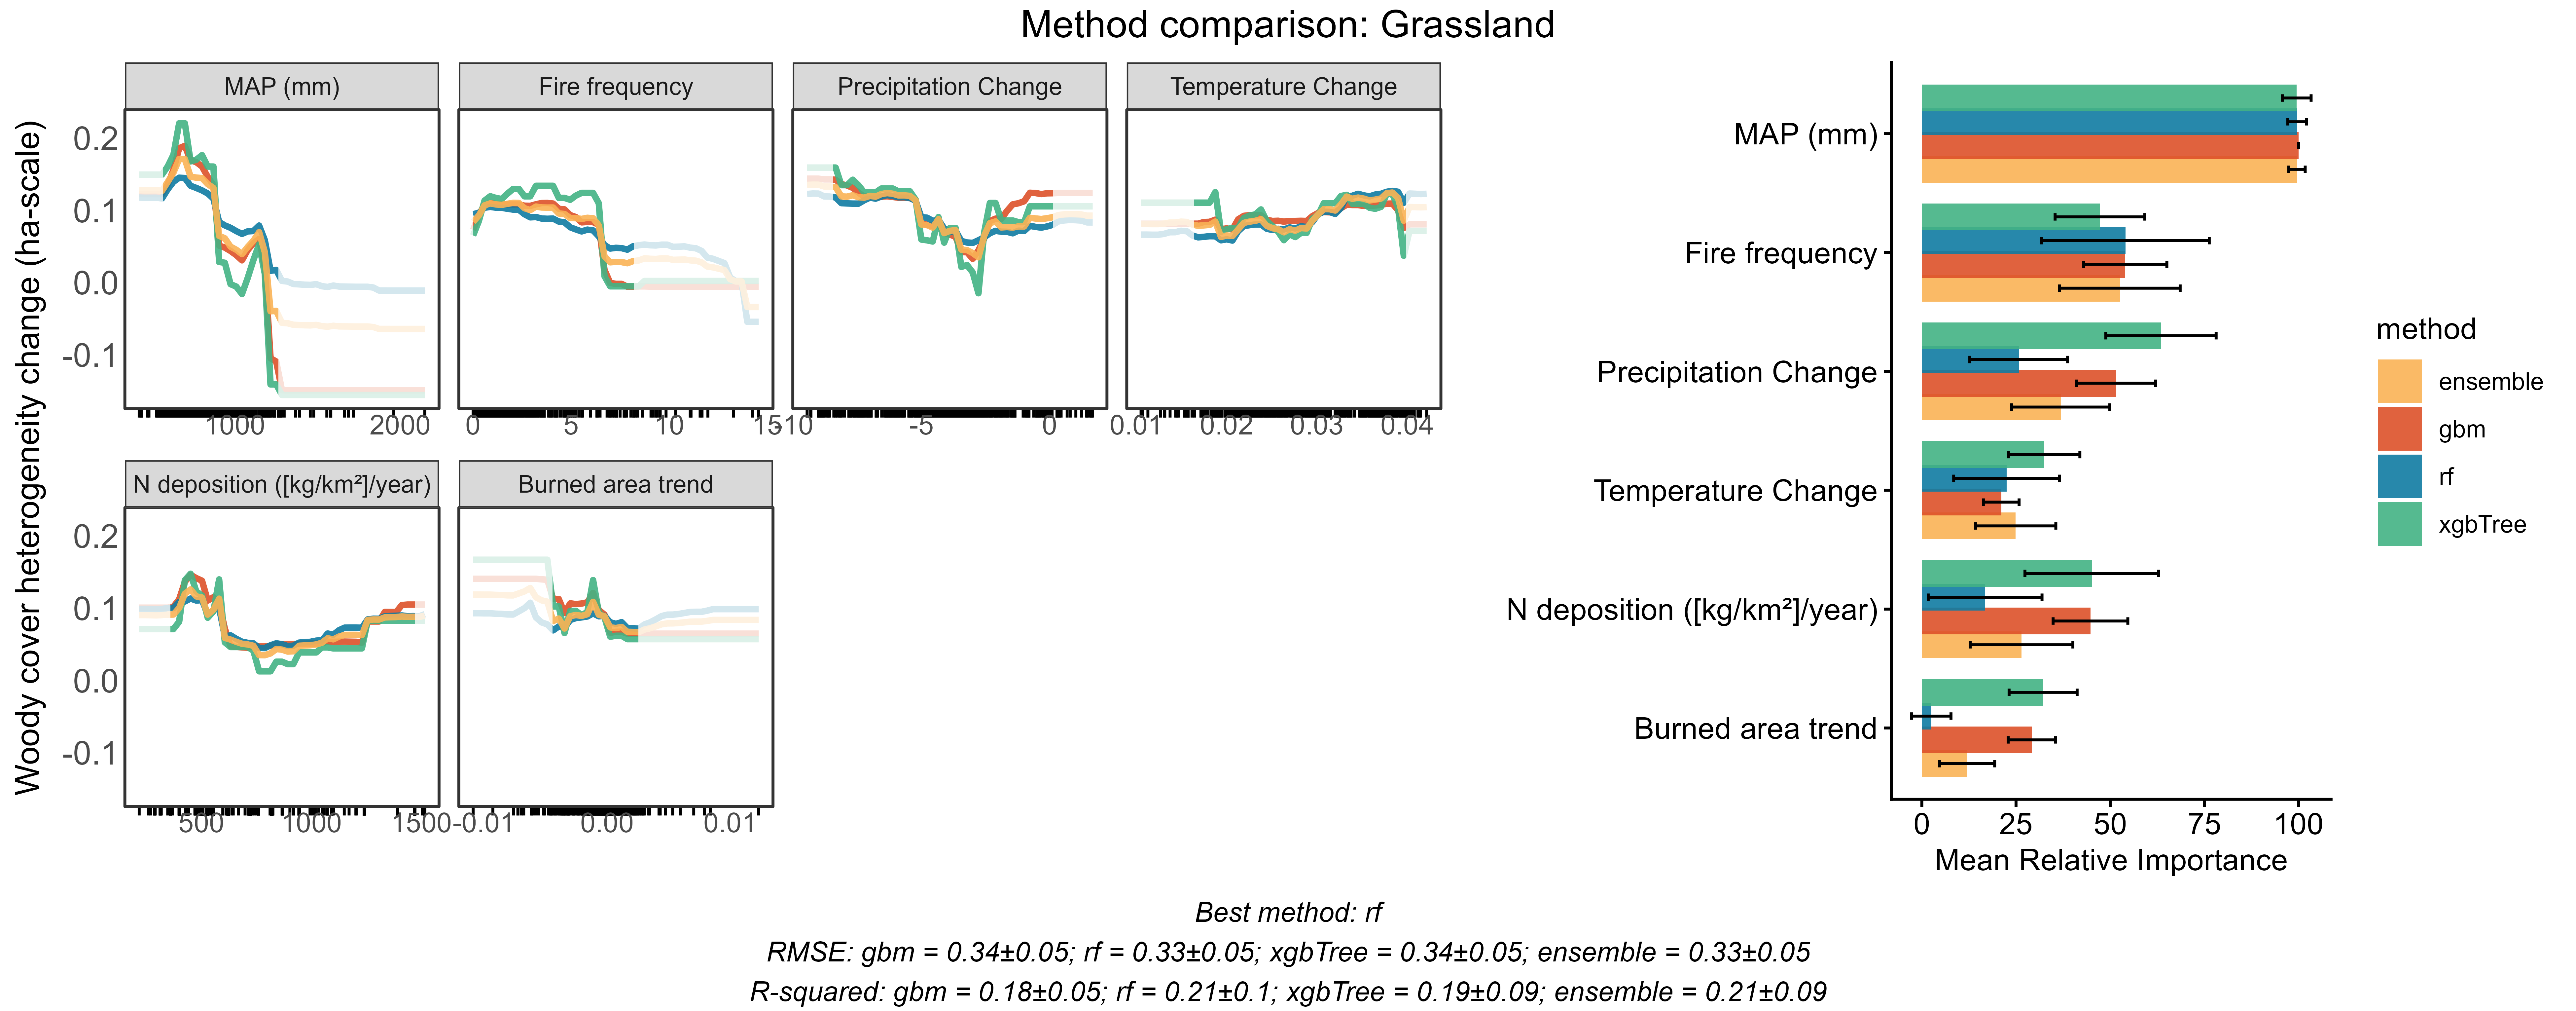 Method comparison: Grassland
Woody cover heterogeneity change (ha-scale)
MAP (mm)
Fire frequency
Precipitation Change
Temperature Change
0.2
0.1
0.0
-0.1
1000 2000
0 5 10 15
-10 -5 0
0.01 0.02 0.03 0.04
N deposition ([kg/km²]/year)
Burned area trend
0.2
0.1
0.0
-0.1
500 1000 1500
-0.01 0.00 0.01
MAP (mm)
Fire frequency
Precipitation Change
Temperature Change
N deposition ([kg/km²]/year)
Burned area trend
0 25 50 75 100
Mean Relative Importance
method
ensemble
gbm
rf
xgbTree
Best method: rf
RMSE: gbm = 0.34±0.05; rf = 0.33±0.05; xgbTree = 0.34±0.05; ensemble = 0.33±0.05
R-squared: gbm = 0.18±0.05; rf = 0.21±0.1; xgbTree = 0.19±0.09; ensemble = 0.21±0.09